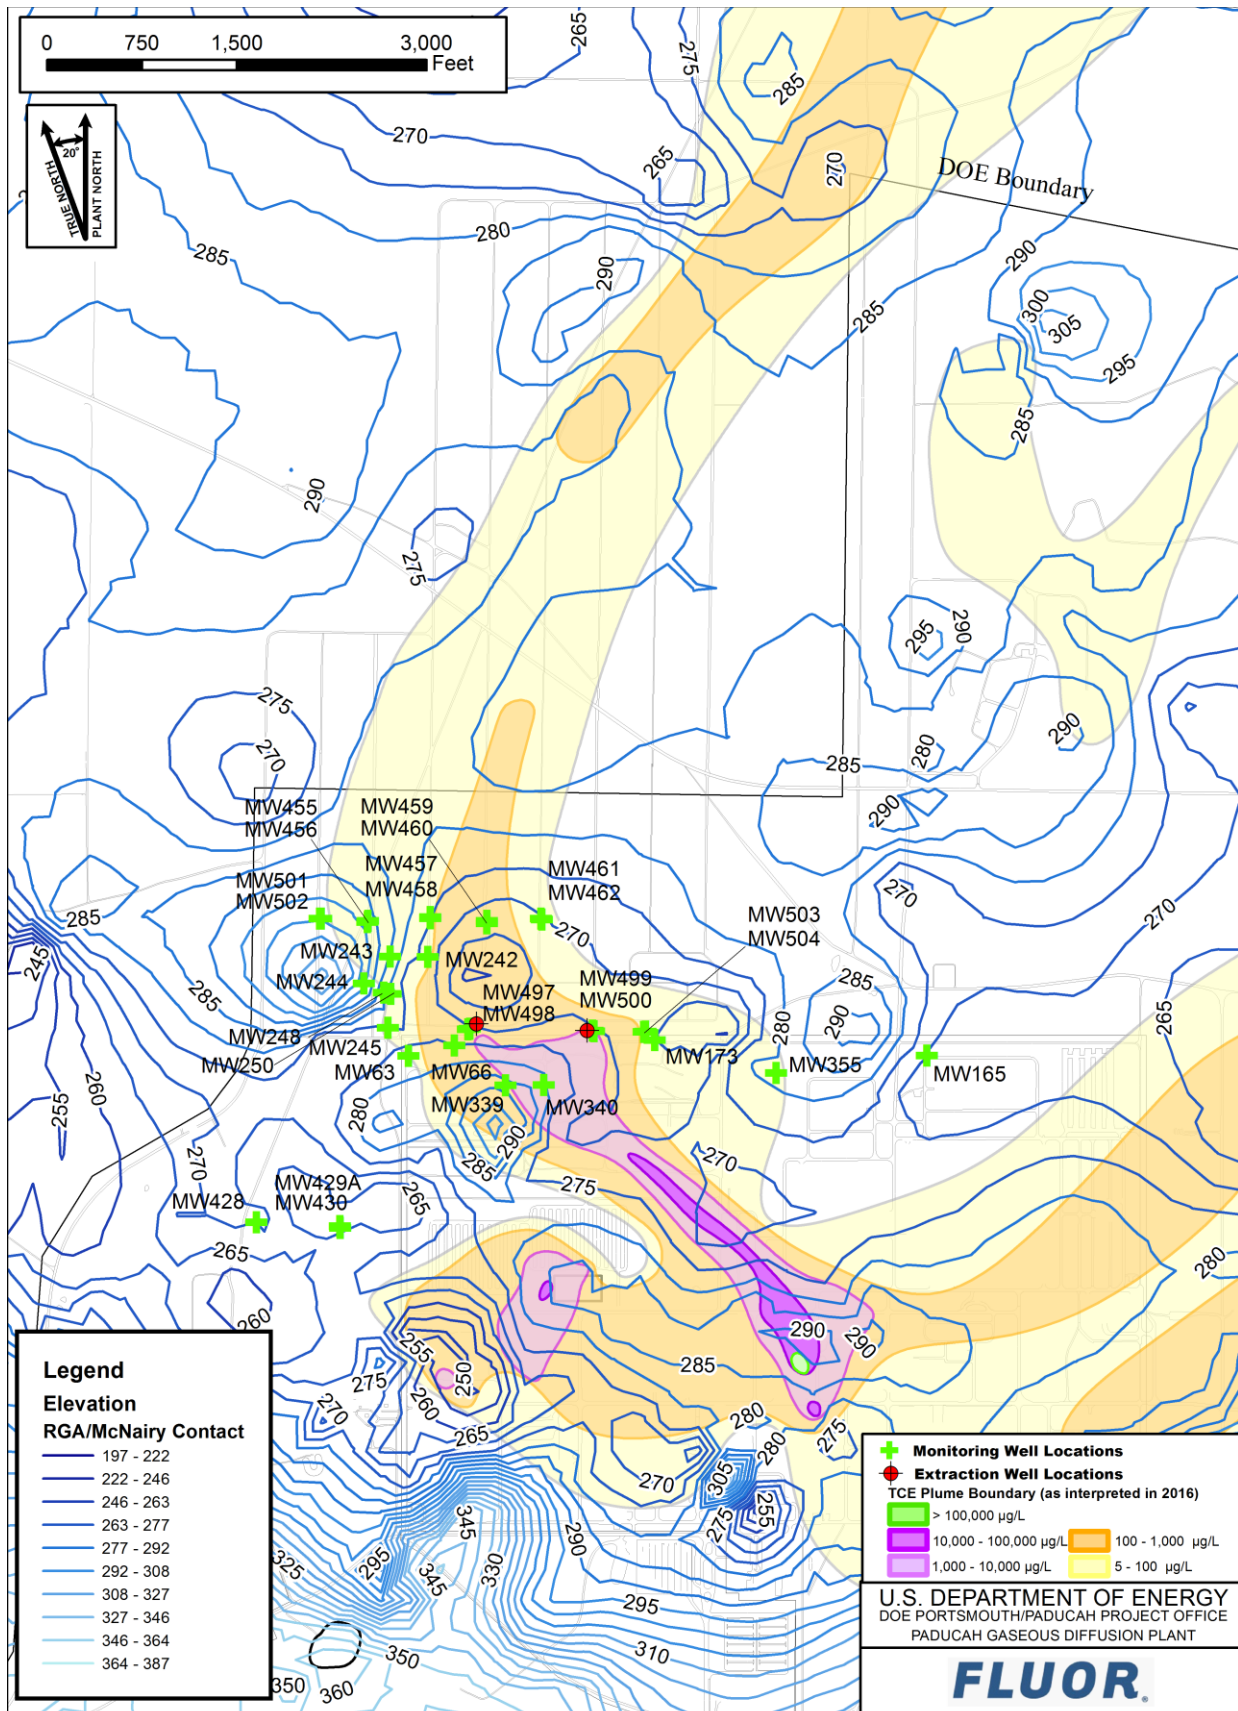 0 750 1,500 3,000
Feet
20°
TRUE NORTH
PLANT NORTH
265
275
285
270
265
270
DOE Boundary
280
285
290
290
285
300
305
295
285
290
275
295
290
275
290
270
280
285
290
MW455
MW456
MW459
MW460
MW457
MW458
MW461
MW462
MW501
MW502
285
270
270
MW503
MW504
245
MW243
MW242
270
MW244
285
MW497
MW498
MW499
MW500
285
290
265
MW248
MW250
MW245
MW63
MW66
MW173
280
MW355
MW165
260
255
280
MW339
MW340
290
285
270
270
275
MW428
MW429A
MW430
265
265
280
260
255
250
290
290
275
285
260
270
265
280
280
275
270
305
275
255
345
290
325
295
345
330
295
310
350
350
360
Legend
Elevation
RGA/McNairy Contact
197 - 222
222 - 246
246 - 263
263 - 277
277 - 292
292 - 308
308 - 327
327 - 346
346 - 364
364 - 387
Monitoring Well Locations
Extraction Well Locations
TCE Plume Boundary (as interpreted in 2016)
> 100,000 µg/L
10,000 - 100,000 µg/L 100 - 1,000 µg/L
1,000 - 10,000 µg/L 5 - 100 µg/L
U.S. DEPARTMENT OF ENERGY
DOE PORTSMOUTH/PADUCAH PROJECT OFFICE
PADUCAH GASEOUS DIFFUSION PLANT
FLUOR®